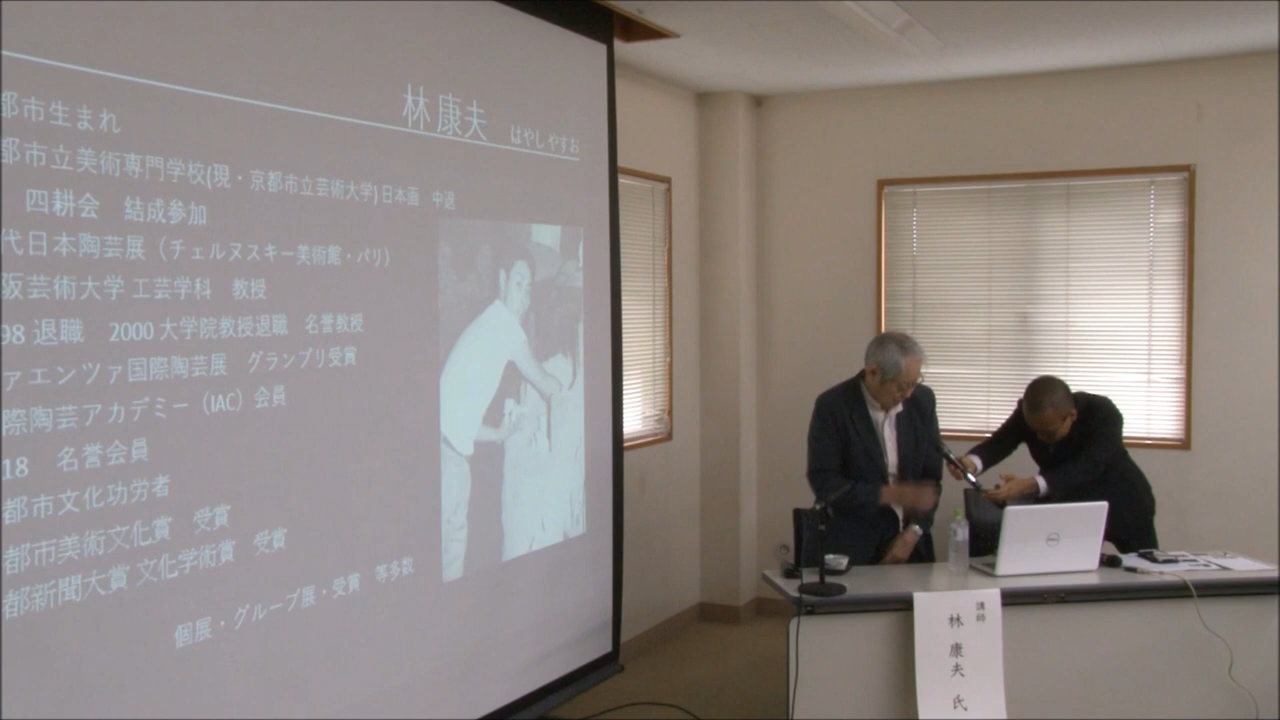 林 康夫 はやし やすお
都市生まれ
都市立美術専門学校(現・京都市立芸術大学)日本画 中退
四耕会 結成参加
代日本陶芸展（チェルヌスキー美術館・パリ）
阪芸術大学 工芸学科 教授
98 退職 2000 大学院教授退職 名誉教授
ァエンツァ国際陶芸展 グランプリ受賞
際陶芸アカデミー（IAC）会員
18 名誉会員
都市文化功労者
都市美術文化賞 受賞
都新聞大賞 文化学術賞 受賞
個展・グループ展・受賞 等多数
DELL
講師
林 康夫 氏